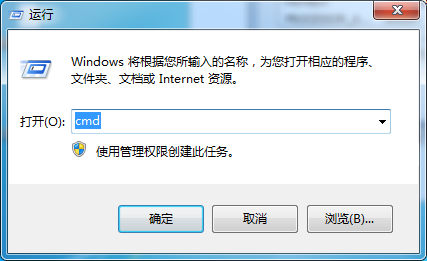 运行
Windows 将根据您所输入的名称，为您打开相应的程序、
文件夹、文档或 Internet 资源。
打开(O): cmd
使用管理权限创建此任务。
确定 取消 浏览(B)...